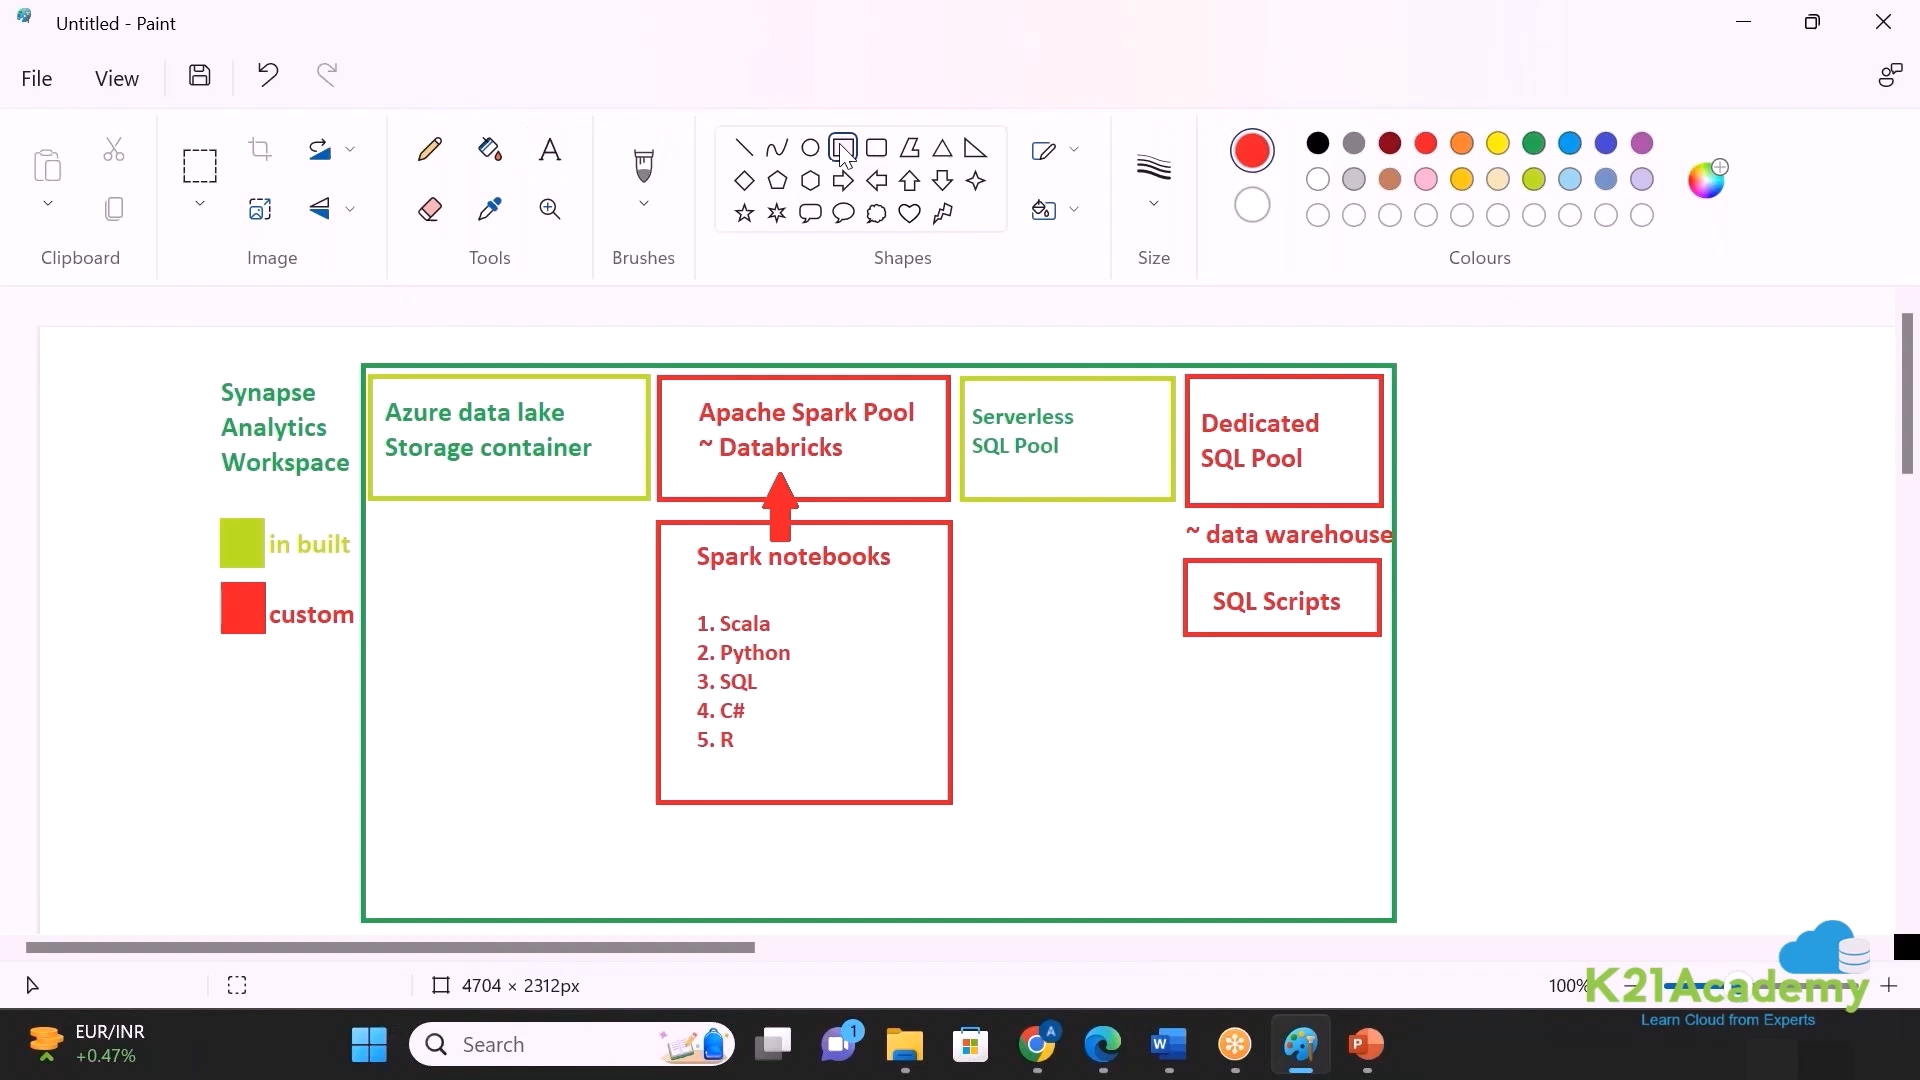 Untitled - Paint
File
View
Clipboard
Image
Tools
Brushes
Shapes
Size
Colours
Synapse
Analytics
Workspace
Azure data lake
Storage container
Apache Spark Pool
~ Databricks
Serverless
SQL Pool
Dedicated
SQL Pool
in built
custom
Spark notebooks
1. Scala
2. Python
3. SQL
4. C#
5. R
~ data warehouse
SQL Scripts
4704 × 2312px
100%
K21Academy
Learn Cloud from Experts
EUR/INR
+0.47%
Search
1
A
W
P